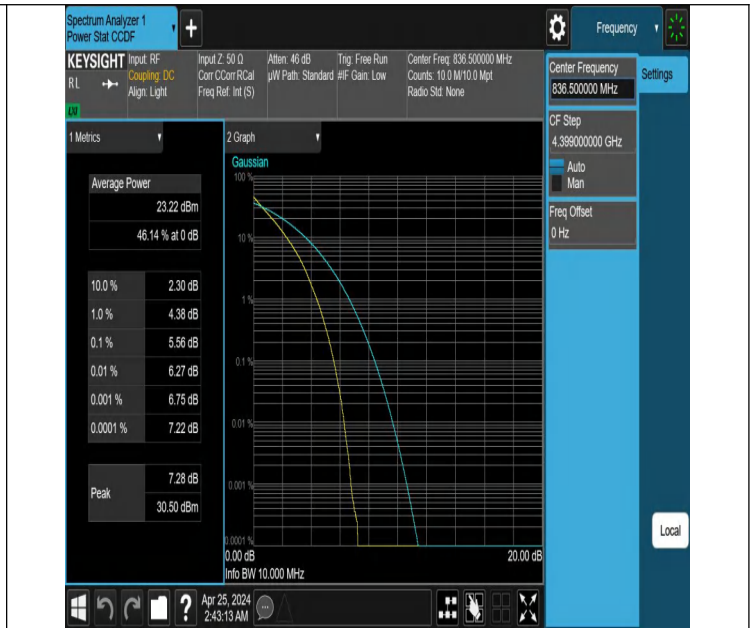 Spectrum Analyzer 1
Power Stat CCDF
+
Frequency
KEYSIGHT
RL
LXI
Input: RF
Coupling: DC
Align: Light
Input Z: 50 Ω
Corr CCorr RCal
Freq Ref: Int (S)
Atten: 46 dB
µW Path: Standard
Trig: Free Run
#IF Gain: Low
Center Freq: 836.500000 MHz
Counts: 10.0 M/10.0 Mpt
Radio Std: None
Center Frequency
836.500000 MHz
Settings
CF Step
4.399000000 GHz
Auto
Man
Freq Offset
0 Hz
1 Metrics
Average Power
23.22 dBm
46.14 % at 0 dB
10.0 % 2.30 dB
1.0 % 4.38 dB
0.1 % 5.56 dB
0.01 % 6.27 dB
0.001 % 6.75 dB
0.0001 % 7.22 dB
Peak
7.28 dB
30.50 dBm
2 Graph
Gaussian
100 %
10 %
1 %
0.1 %
0.01 %
0.001 %
0.0001 %
0.00 dB 20.00 dB
Info BW 10.000 MHz
Local
?
Apr 25, 2024
2:43:13 AM